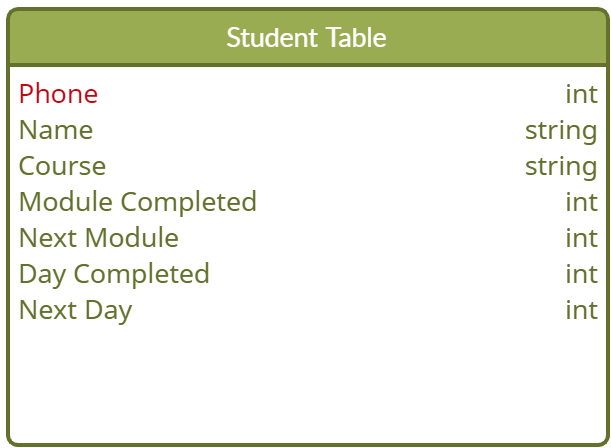 Student Table
Phone int
Name string
Course string
Module Completed int
Next Module int
Day Completed int
Next Day int